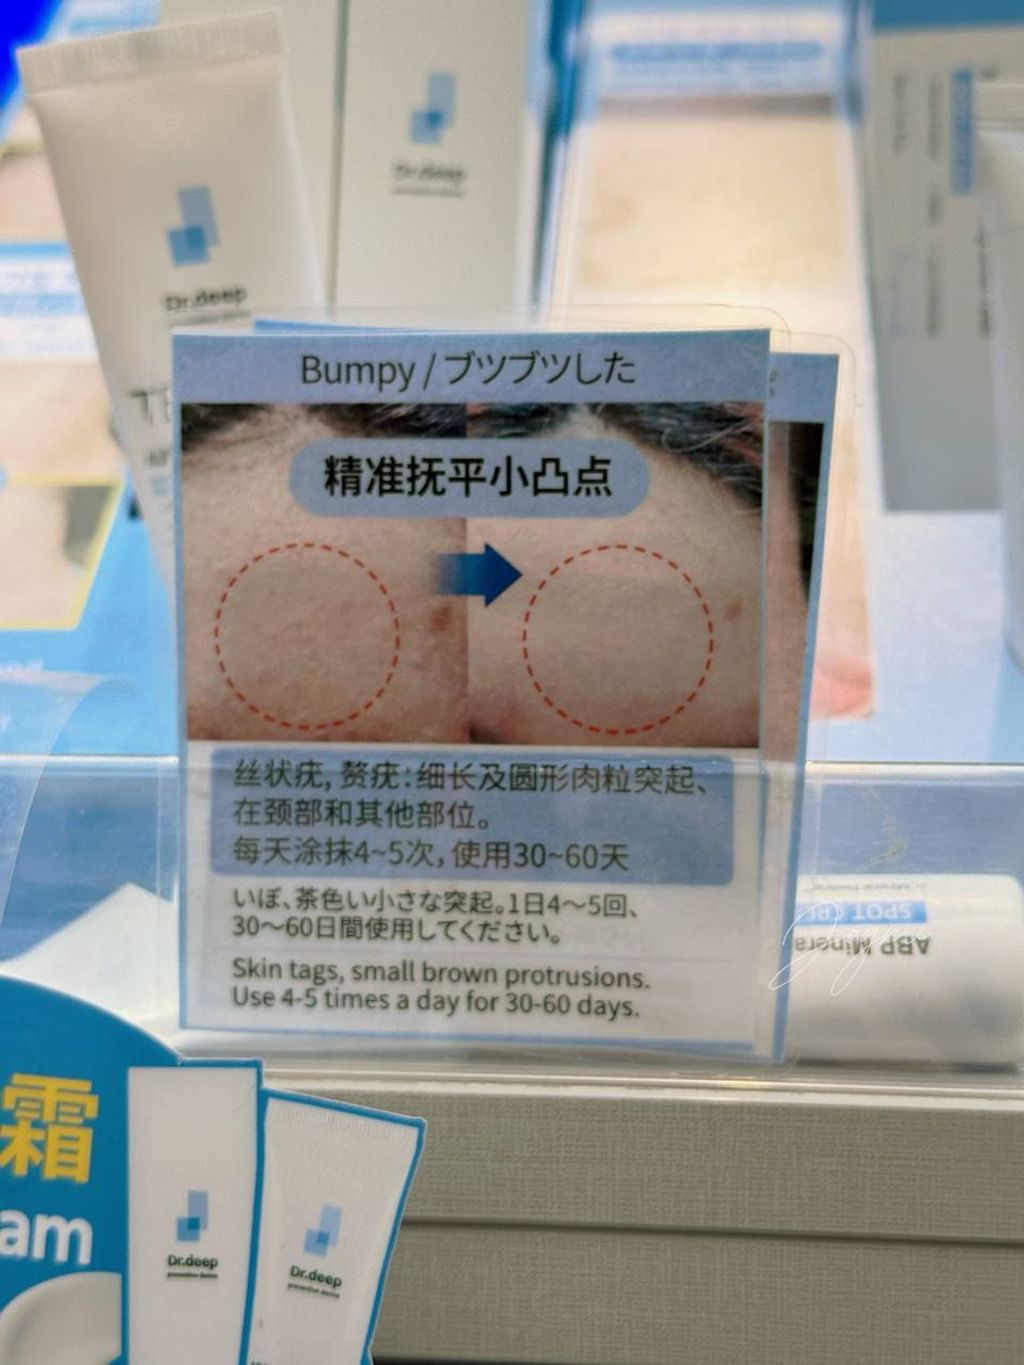 Dr.deep
Dr.deep
Bumpy / ブツブツした
精准抚平小凸点
丝状疣, 赘疣:细长及圆形肉粒突起、
在颈部和其他部位。
每天涂抹4~5次, 使用30~60天
いぼ、茶色い小さな突起。1日4～5回、
30～60日間使用してください。
Skin tags, small brown protrusions.
Use 4-5 times a day for 30-60 days.
SPOT
ABP Mineral
霜
am
Dr.deep
Dr.deep